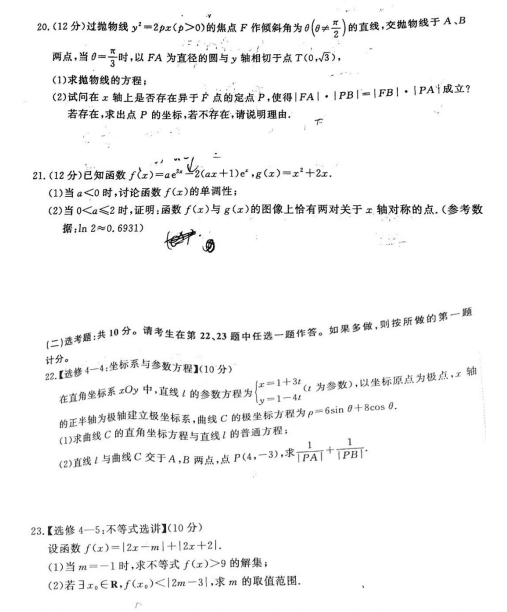 20.(12 分)过抛物线 y²=2px(p>0)的焦点 F 作倾斜角为 θ(θ≠π/2)的直线,交抛物线于 A、B
两点,当 θ=π/3时,以 FA 为直径的圆与 y 轴相切于点 T(0,√3),
(1)求抛物线的方程;
(2)试问在 x 轴上是否存在异于 F 点的定点 P,使得|FA|·|PB|=|FB|·|PA|成立?
若存在,求出点 P 的坐标,若不存在,请说明理由.
21.(12 分)已知函数 f(x)=ae²ˣ-2(ax+1)eˣ,g(x)=x²+2x.
(1)当 a<0 时,讨论函数 f(x)的单调性;
(2)当 0<a≤2 时,证明:函数 f(x)与 g(x)的图像上恰有两对关于 x 轴对称的点.(参考数
据:ln 2≈0.6931)
(二)选考题:共 10 分。请考生在第 22、23 题中任选一题作答。如果多做,则按所做的第一题
计分。
22.【选修 4—4:坐标系与参数方程】(10 分)
在直角坐标系 xOy 中,直线 l 的参数方程为{x=1+3t y=1-4t (t 为参数),以坐标原点为极点,x 轴
的正半轴为极轴建立极坐标系,曲线 C 的极坐标方程为 ρ=6sin θ+8cos θ.
(1)求曲线 C 的直角坐标方程与直线 l 的普通方程;
(2)直线 l 与曲线 C 交于 A,B 两点,点 P(4,-3),求 1/|PA| + 1/|PB|.
23.【选修 4—5:不等式选讲】(10 分)
设函数 f(x)=|2x-m|+|2x+2|.
(1)当 m=-1 时,求不等式 f(x)>9 的解集;
(2)若∃x₀∈R,f(x₀)<|2m-3|,求 m 的取值范围.